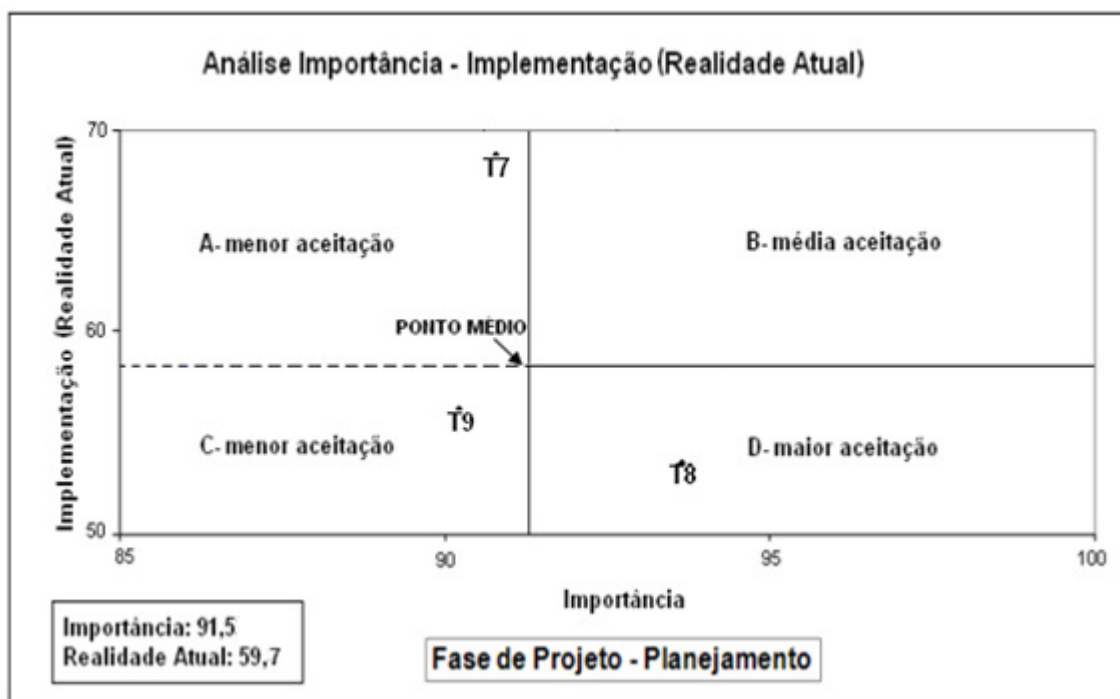 Análise Importância - Implementação (Realidade Atual)
Implementação (Realidade Atual)
70
60
50
T7
A- menor aceitação
B- média aceitação
PONTO MÉDIO
T9
C- menor aceitação
D- maior aceitação
T8
85
90
95
100
Importância
Importância: 91,5
Realidade Atual: 59,7
Fase de Projeto - Planejamento